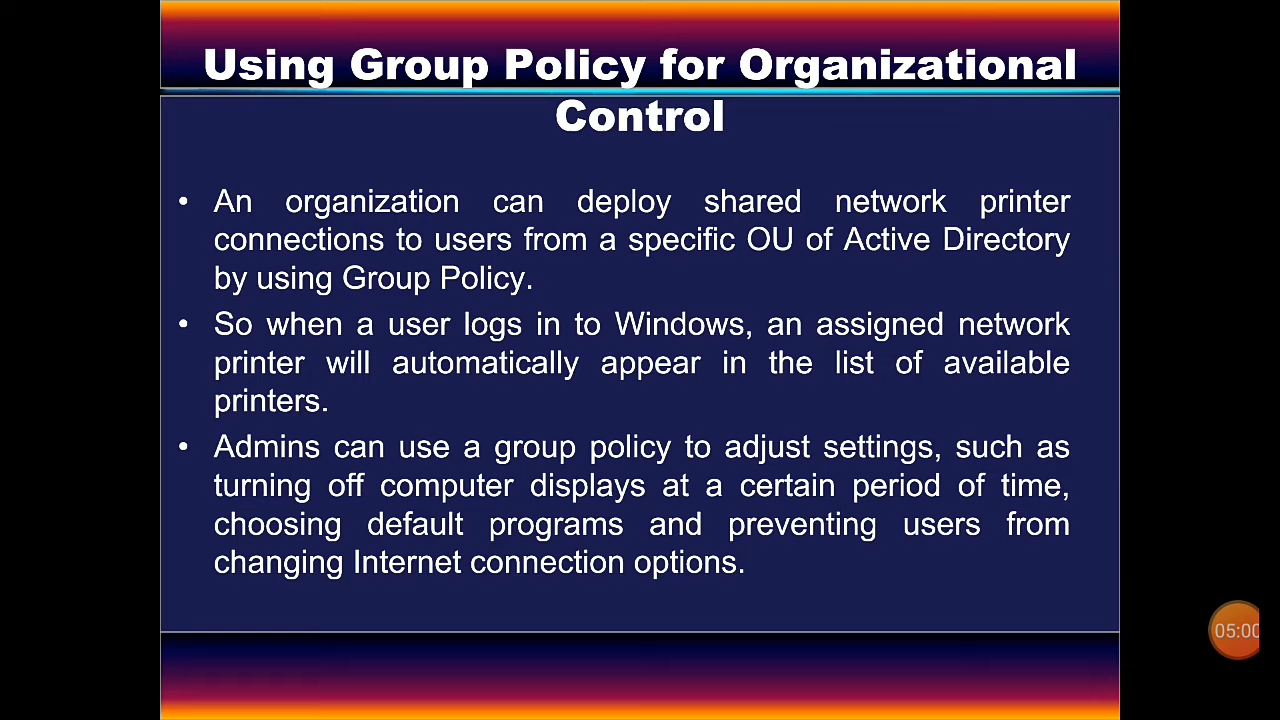 Using Group Policy for Organizational
Control
• An organization can deploy shared network printer
connections to users from a specific OU of Active Directory
by using Group Policy.
• So when a user logs in to Windows, an assigned network
printer will automatically appear in the list of available
printers.
• Admins can use a group policy to adjust settings, such as
turning off computer displays at a certain period of time,
choosing default programs and preventing users from
changing Internet connection options.
05:00